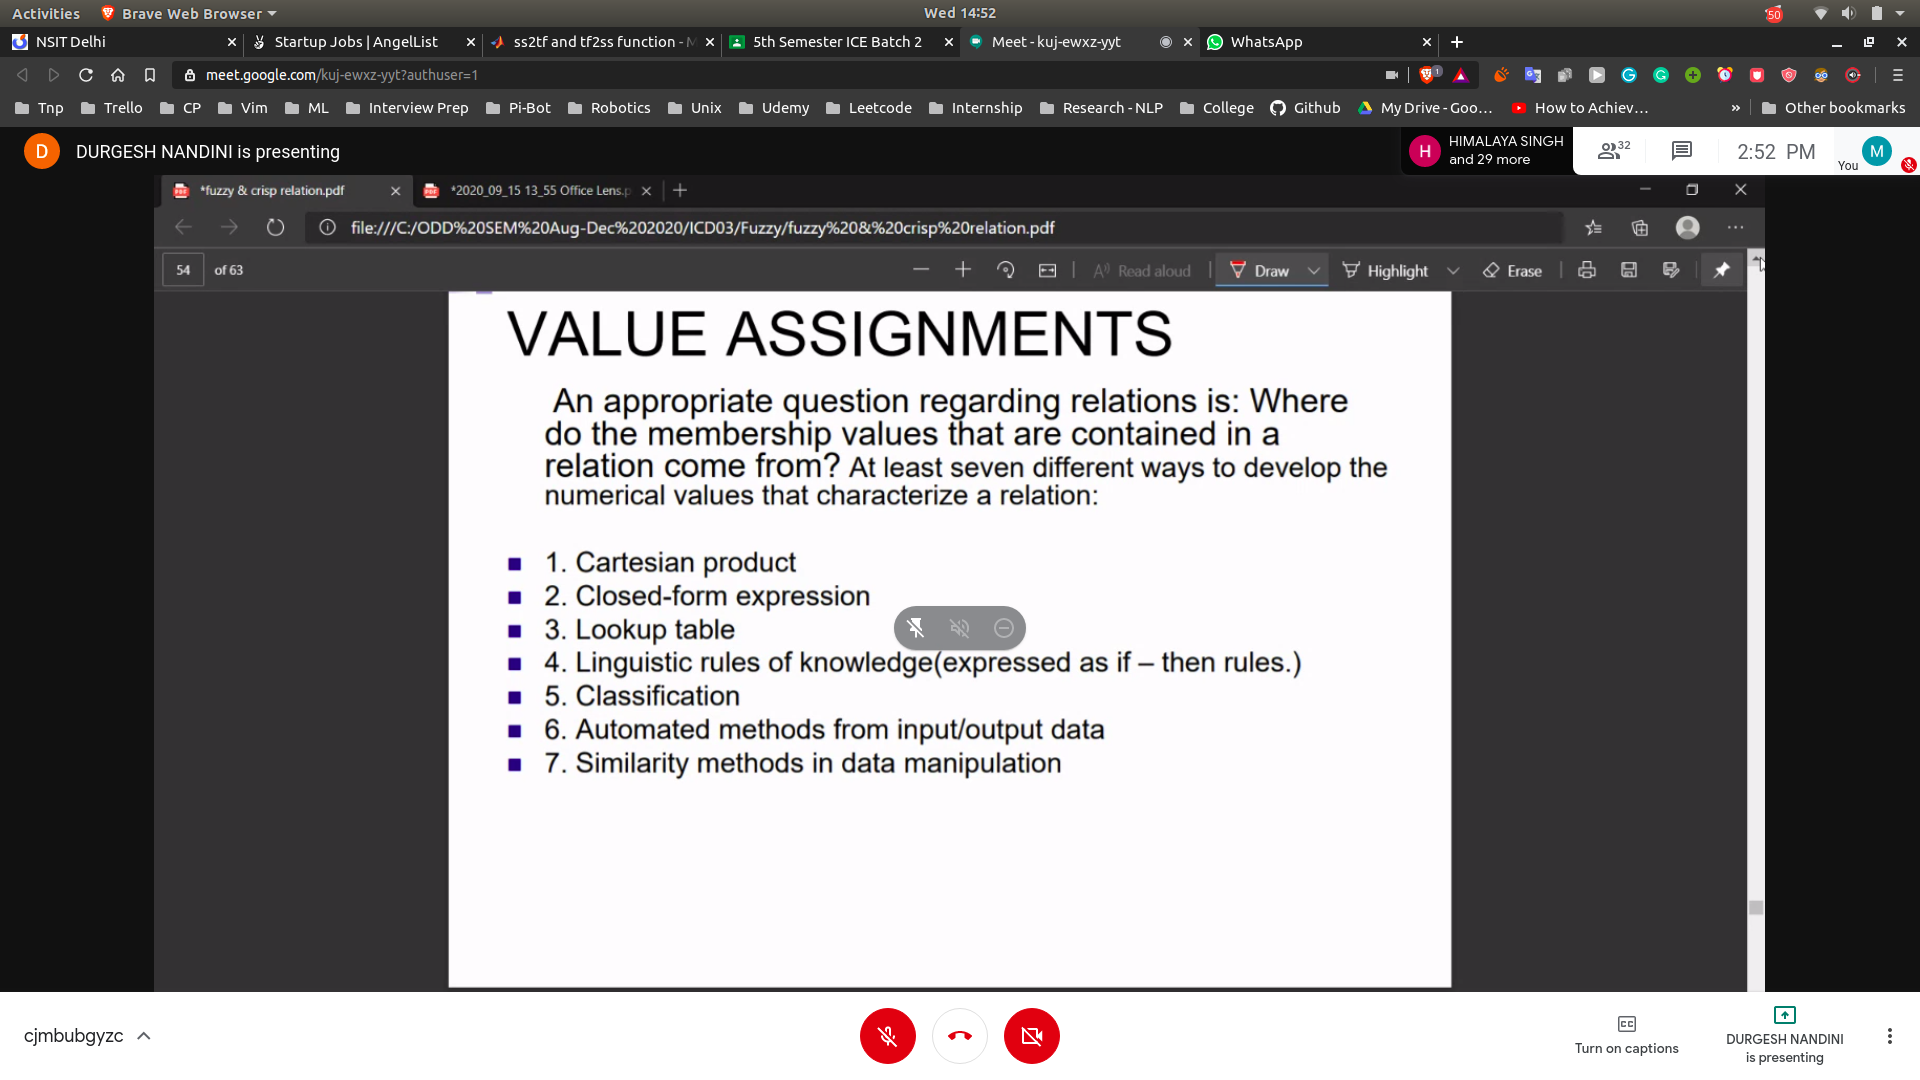 Activities Brave Web Browser Wed 14:52 50
NSIT Delhi Startup Jobs | AngelList ss2tf and tf2ss function - M 5th Semester ICE Batch 2 Meet - kuj-ewxz-yyt WhatsApp
meet.google.com/kuj-ewxz-yyt?authuser=1 1
Tnp Trello CP Vim ML Interview Prep Pi-Bot Robotics Unix Udemy Leetcode Internship Research - NLP College Github My Drive - Goo... How to Achiev... » Other bookmarks
D DURGESH NANDINI is presenting H HIMALAYA SINGH
and 29 more 32 2:52 PM You M
*fuzzy & crisp relation.pdf *2020_09_15 13_55 Office Lens.p
file:///C:/ODD%20SEM%20Aug-Dec%202020/ICD03/Fuzzy/fuzzy%20&%20crisp%20relation.pdf
54 of 63 Read aloud Draw Highlight Erase
VALUE ASSIGNMENTS
An appropriate question regarding relations is: Where
do the membership values that are contained in a
relation come from? At least seven different ways to develop the
numerical values that characterize a relation:
1. Cartesian product
2. Closed-form expression
3. Lookup table
4. Linguistic rules of knowledge(expressed as if – then rules.)
5. Classification
6. Automated methods from input/output data
7. Similarity methods in data manipulation
cjmbubgyzc
Turn on captions
DURGESH NANDINI
is presenting